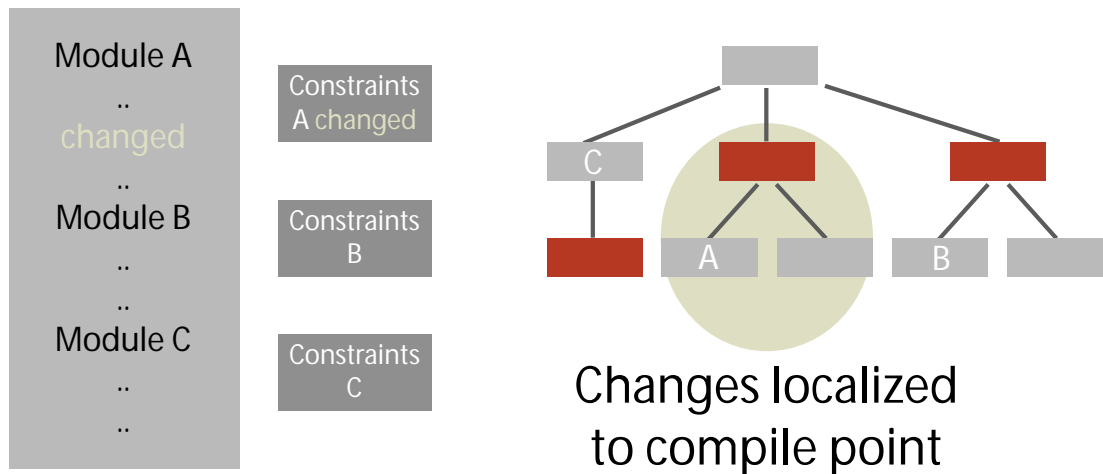 Module A
..
changed
..
Module B
..
..
Module C
..
..
Constraints
A changed
Constraints
B
Constraints
C
C
A
B
Changes localized
to compile point